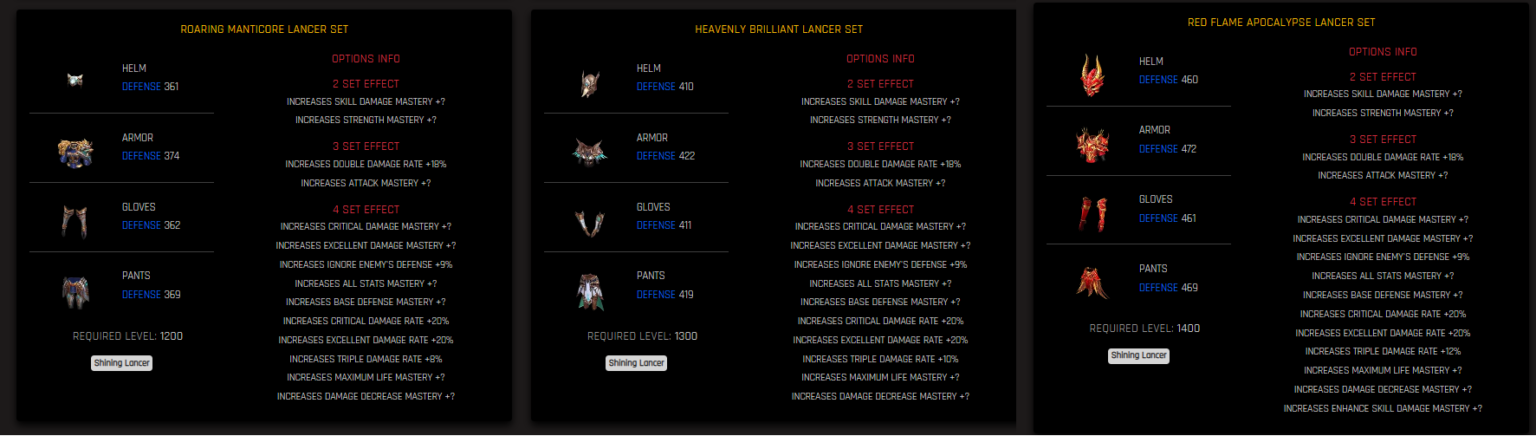 ROARING MANTICORE LANCER SET
HELM
DEFENSE 361
ARMOR
DEFENSE 374
GLOVES
DEFENSE 362
PANTS
DEFENSE 369
REQUIRED LEVEL: 1200
Shining Lancer
OPTIONS INFO
2 SET EFFECT
INCREASES SKILL DAMAGE MASTERY +?
INCREASES STRENGTH MASTERY +?
3 SET EFFECT
INCREASES DOUBLE DAMAGE RATE +18%
INCREASES ATTACK MASTERY +?
4 SET EFFECT
INCREASES CRITICAL DAMAGE MASTERY +?
INCREASES EXCELLENT DAMAGE MASTERY +?
INCREASES IGNORE ENEMY'S DEFENSE +9%
INCREASES ALL STATS MASTERY +?
INCREASES BASE DEFENSE MASTERY +?
INCREASES CRITICAL DAMAGE RATE +20%
INCREASES EXCELLENT DAMAGE RATE +20%
INCREASES TRIPLE DAMAGE RATE +8%
INCREASES MAXIMUM LIFE MASTERY +?
INCREASES DAMAGE DECREASE MASTERY +?
HEAVENLY BRILLIANT LANCER SET
HELM
DEFENSE 410
ARMOR
DEFENSE 422
GLOVES
DEFENSE 411
PANTS
DEFENSE 419
REQUIRED LEVEL: 1300
Shining Lancer
OPTIONS INFO
2 SET EFFECT
INCREASES SKILL DAMAGE MASTERY +?
INCREASES STRENGTH MASTERY +?
3 SET EFFECT
INCREASES DOUBLE DAMAGE RATE +18%
INCREASES ATTACK MASTERY +?
4 SET EFFECT
INCREASES CRITICAL DAMAGE MASTERY +?
INCREASES EXCELLENT DAMAGE MASTERY +?
INCREASES IGNORE ENEMY'S DEFENSE +9%
INCREASES ALL STATS MASTERY +?
INCREASES BASE DEFENSE MASTERY +?
INCREASES CRITICAL DAMAGE RATE +20%
INCREASES EXCELLENT DAMAGE RATE +20%
INCREASES TRIPLE DAMAGE RATE +10%
INCREASES MAXIMUM LIFE MASTERY +?
INCREASES DAMAGE DECREASE MASTERY +?
RED FLAME APOCALYPSE LANCER SET
HELM
DEFENSE 460
ARMOR
DEFENSE 472
GLOVES
DEFENSE 461
PANTS
DEFENSE 469
REQUIRED LEVEL: 1400
Shining Lancer
OPTIONS INFO
2 SET EFFECT
INCREASES SKILL DAMAGE MASTERY +?
INCREASES STRENGTH MASTERY +?
3 SET EFFECT
INCREASES DOUBLE DAMAGE RATE +18%
INCREASES ATTACK MASTERY +?
4 SET EFFECT
INCREASES CRITICAL DAMAGE MASTERY +?
INCREASES EXCELLENT DAMAGE MASTERY +?
INCREASES IGNORE ENEMY'S DEFENSE +9%
INCREASES ALL STATS MASTERY +?
INCREASES BASE DEFENSE MASTERY +?
INCREASES CRITICAL DAMAGE RATE +20%
INCREASES EXCELLENT DAMAGE RATE +20%
INCREASES TRIPLE DAMAGE RATE +12%
INCREASES MAXIMUM LIFE MASTERY +?
INCREASES DAMAGE DECREASE MASTERY +?
INCREASES ENHANCE SKILL DAMAGE MASTERY +?